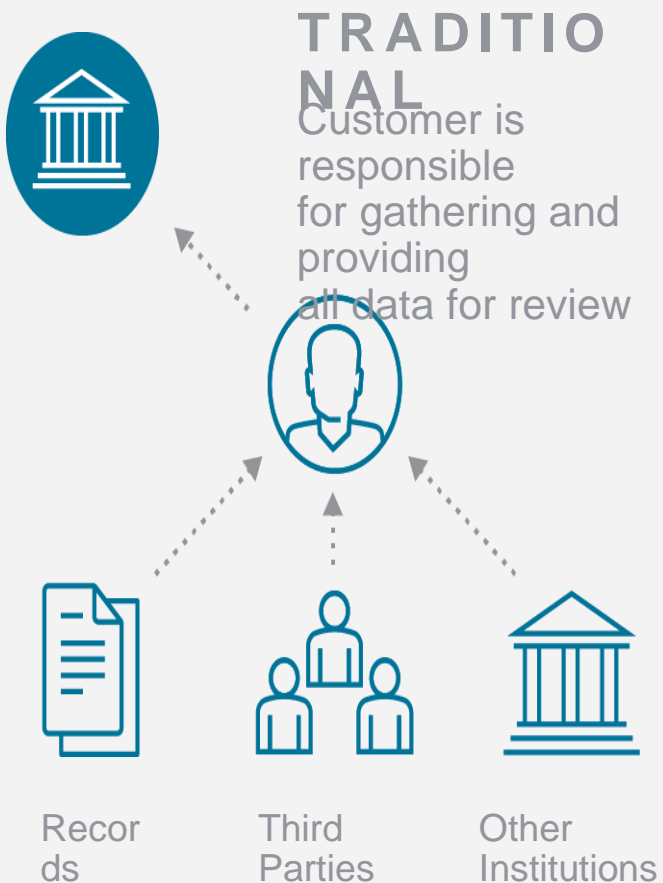 TRADITIO
NAL
Customer is
responsible
for gathering and
providing
all data for review
Recor
ds
Third
Parties
Other
Institutions